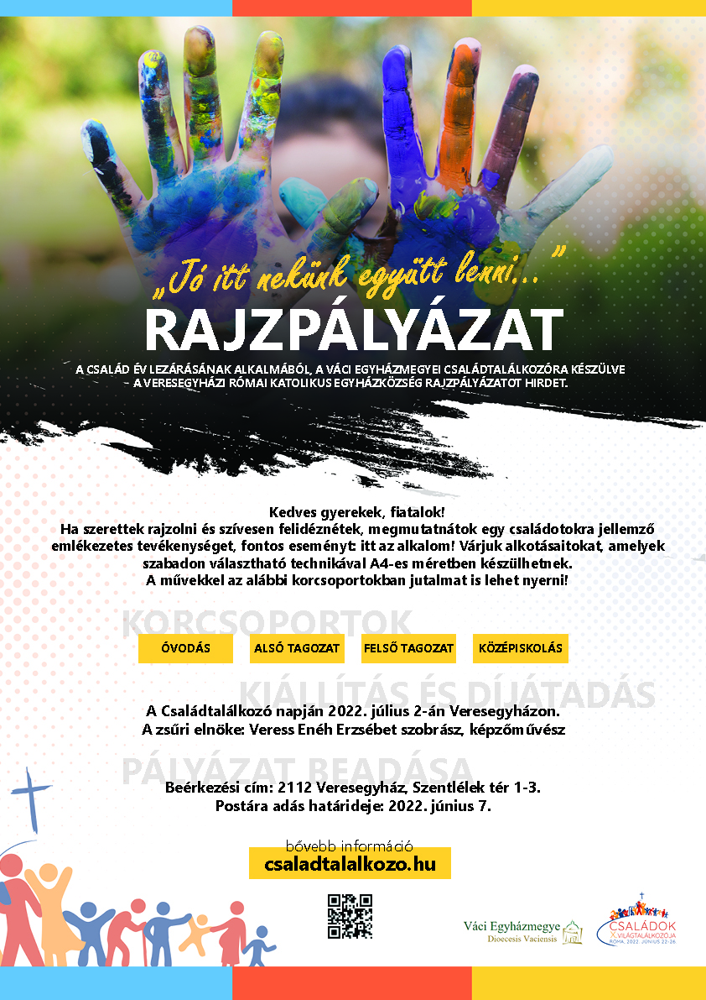 „Jó itt nekünk együtt lenni... ”
RAJZPÁLYÁZAT
A CSALÁD ÉV LEZÁRÁSÁNAK ALKALMÁBÓL, A VÁCI EGYHÁZMEGYEI CSALÁDTALÁLKOZÓRA KÉSZÜLVE
A VERESEGYHÁZI RÓMAI KATOLIKUS EGYHÁZKÖZSÉG RAJZPÁLYÁZATOT HIRDET.
Kedves gyerekek, fiatalok!
Ha szerettek rajzolni és szívesen felidéznétek, megmutatnátok egy családotokra jellemző
emlékezetes tevékenységet, fontos eseményt: itt az alkalom! Várjuk alkotásaitokat, amelyek
szabadon választható technikával A4-es méretben készülhetnek.
A művekkel az alábbi korcsoportokban jutalmat is lehet nyerni!
KORCSOPORTOK
ÓVODÁS ALSÓ TAGOZAT FELSŐ TAGOZAT KÖZÉPISKOLÁS
KIÁLLÍTÁS ÉS DÍJÁTADÁS
A Családtalálkozó napján 2022. július 2-án Veresegyházon.
A zsűri elnöke: Veress Enéh Erzsébet szobrász, képzőművész
PÁLYÁZAT BEADÁSA
Beérkezési cím: 2112 Veresegyház, Szentlélek tér 1-3.
Postára adás határideje: 2022. június 7.
bővebb információ
csaladtalalkozo.hu
Váci Egyházmegye
Dioecesis Vaciensis
CSALÁDOK
X. VILÁGTALÁLKOZÓJA
RÓMA, 2022. JÚNIUS 22-26.